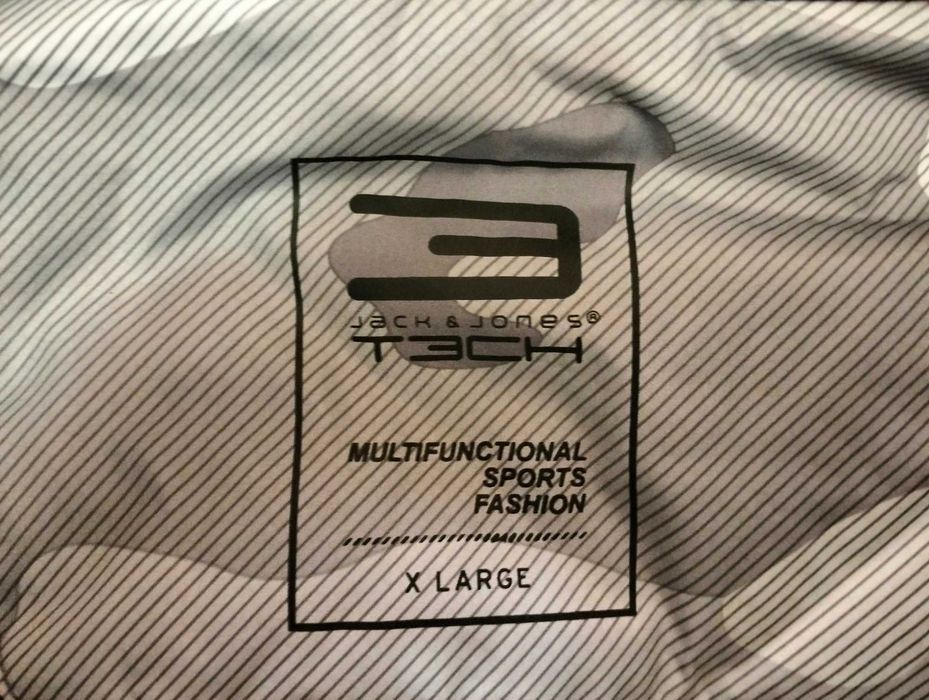 Jack & Jones®
T3CH
MULTIFUNCTIONAL
SPORTS
FASHION
X LARGE